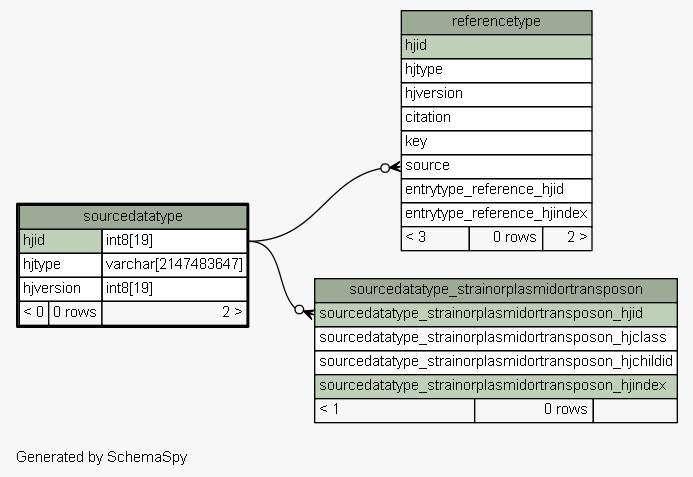 referencetype
hjid
hjtype
hjversion
citation
key
source
entrytype_reference_hjid
entrytype_reference_hjindex
< 3 0 rows 2 >
sourcedatatype
hjid int8[19]
hjtype varchar[2147483647]
hjversion int8[19]
< 0 0 rows 2 >
sourcedatatype_strainorplasmidortransposon
sourcedatatype_strainorplasmidortransposon_hjid
sourcedatatype_strainorplasmidortransposon_hjclass
sourcedatatype_strainorplasmidortransposon_hjchildid
sourcedatatype_strainorplasmidortransposon_hjindex
< 1 0 rows
Generated by SchemaSpy